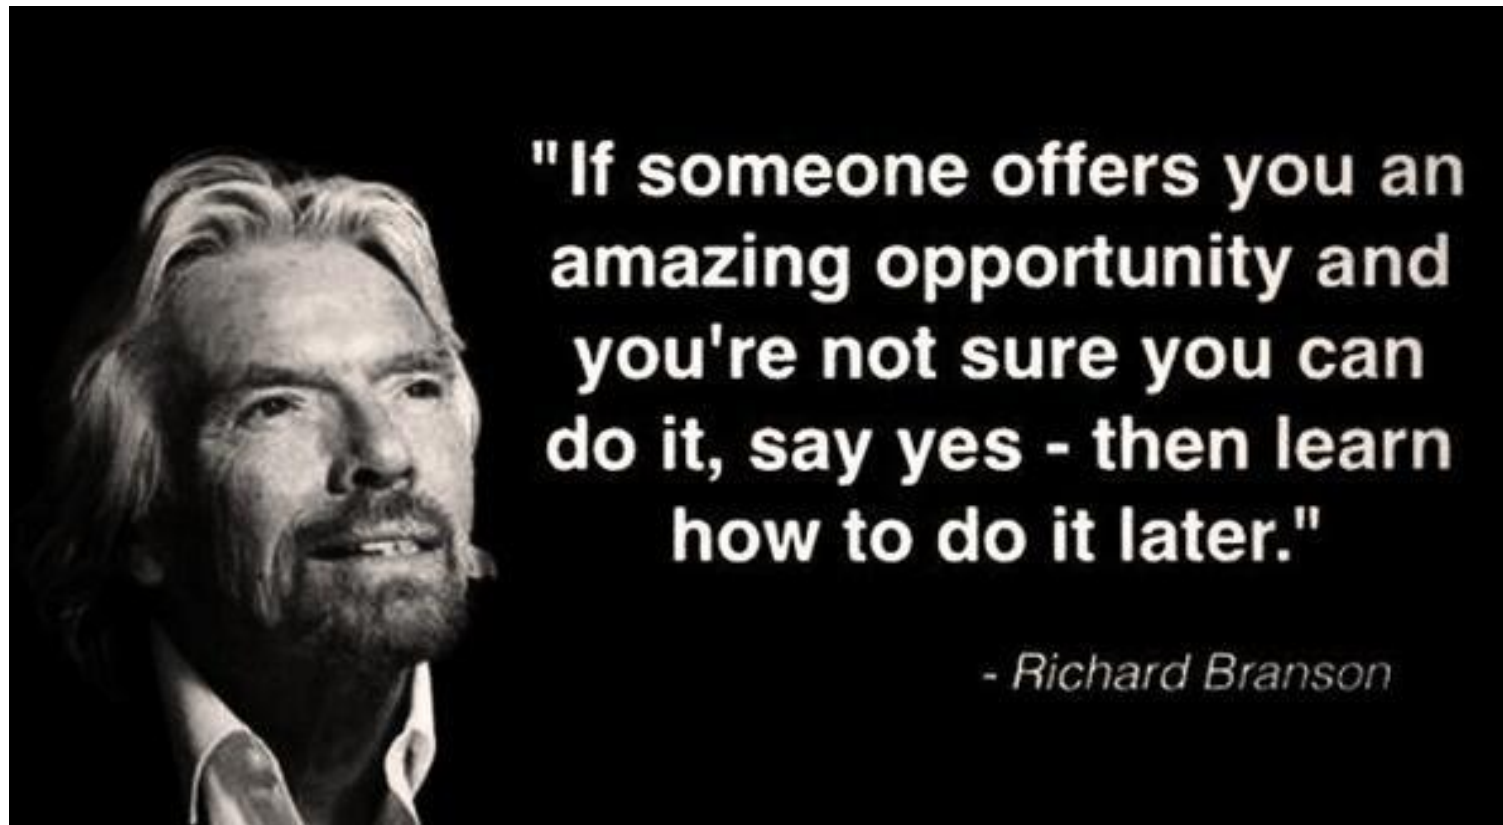 "If someone offers you an
amazing opportunity and
you're not sure you can
do it, say yes - then learn
how to do it later."
- Richard Branson